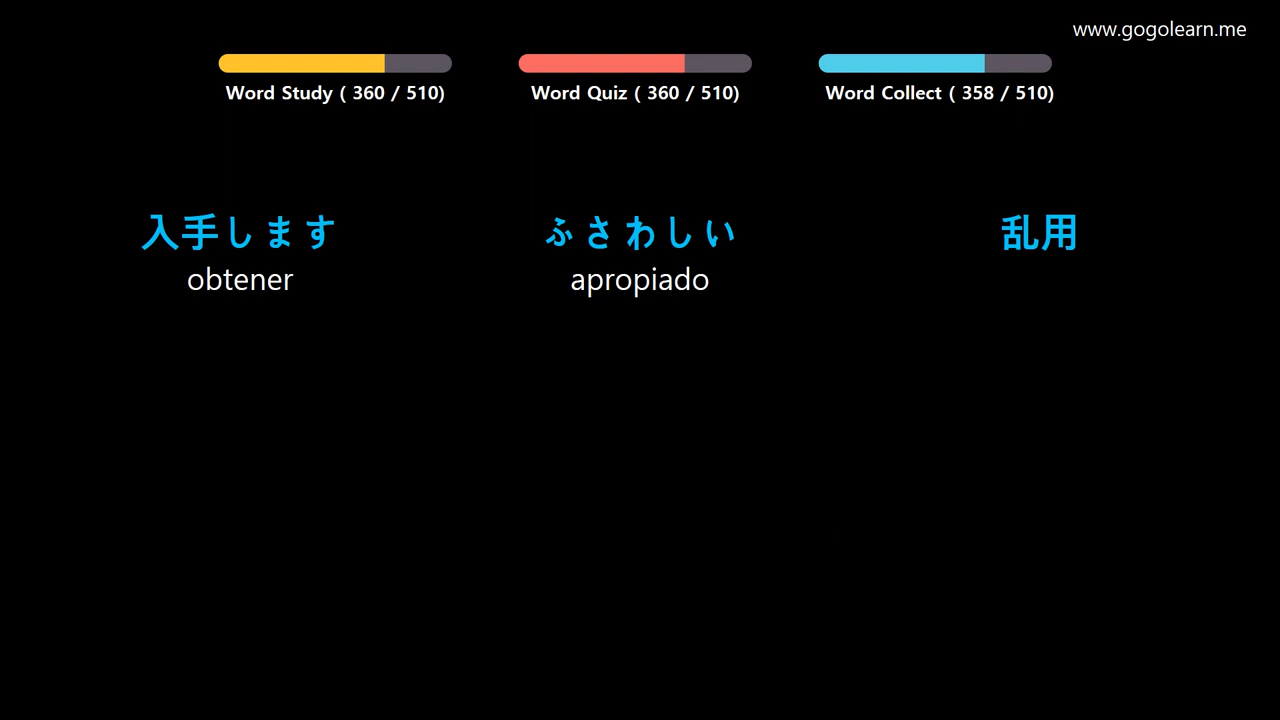 www.gogolearn.me
Word Study ( 360 / 510)
Word Quiz ( 360 / 510)
Word Collect ( 358 / 510)
入手します
obtener
ふさわしい
apropiado
乱用